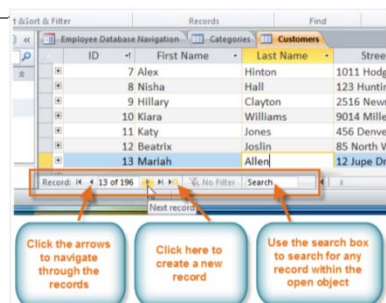 t & Sort & Filter Records Find
Employee Database Navigation Categories Customers
ID First Name Last Name Stree
7 Alex Hinton 1011 Hodg
8 Nisha Hall 123 Huntin
9 Hillary Clayton 2516 Newm
10 Kiara Williams 9014 Mille
11 Katy Jones 456 Denve
12 Beatrix Joslin 85 North W
13 Mariah Allen 12 Jupe Dr
Record: 13 of 196 No Filter Search
Next record
Click the arrows
to navigate
through the
records
Click here to
create a new
record
Use the search box
to search for any
record within the
open object